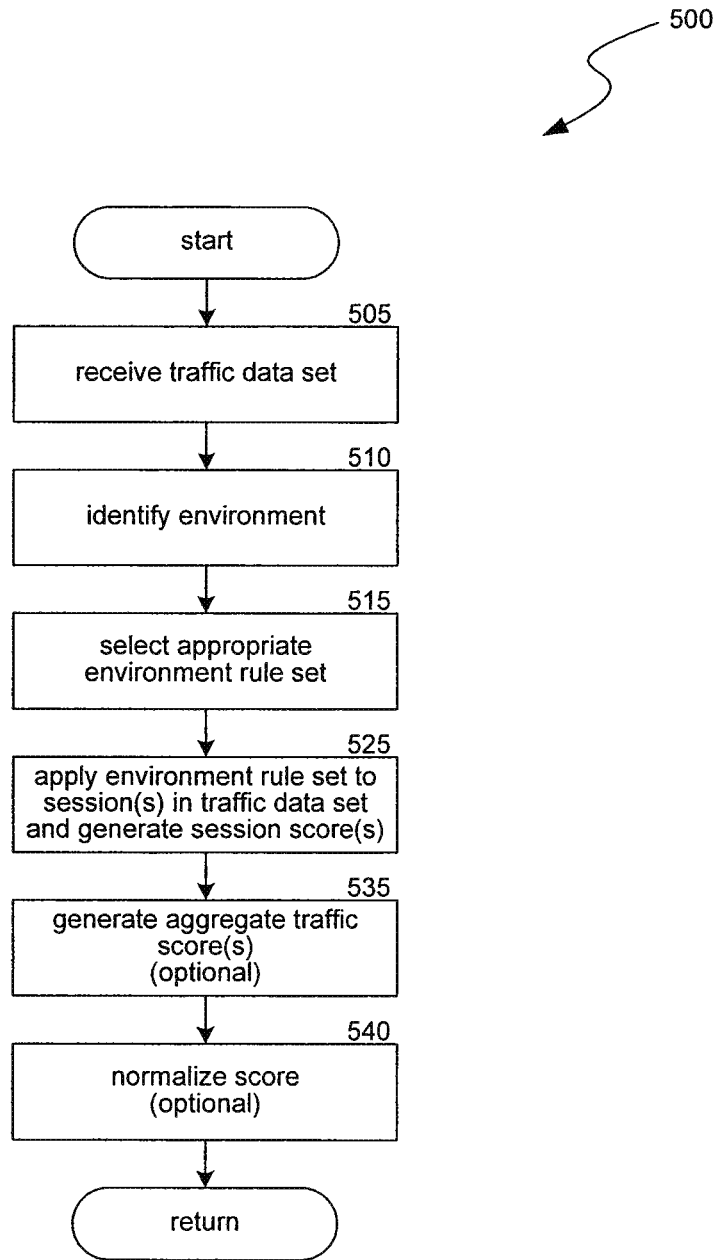 500
start
505
receive traffic data set
510
identify environment
515
select appropriate
environment rule set
525
apply environment rule set to
session(s) in traffic data set
and generate session score(s)
535
generate aggregate traffic
score(s)
(optional)
540
normalize score
(optional)
return